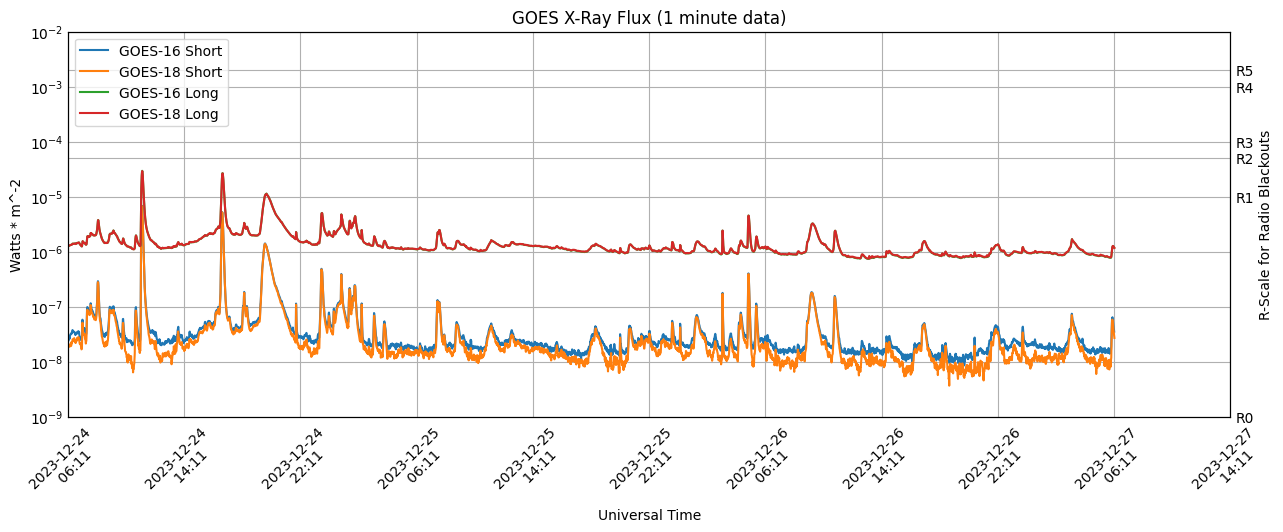 GOES X-Ray Flux (1 minute data)
GOES-16 Short
GOES-18 Short
GOES-16 Long
GOES-18 Long
10^-2
10^-3
10^-4
10^-5
10^-6
10^-7
10^-8
10^-9
Watts * m^-2
R5
R4
R3
R2
R1
R0
R-Scale for Radio Blackouts
2023-12-24
06:11
2023-12-24
14:11
2023-12-24
22:11
2023-12-25
06:11
2023-12-25
14:11
2023-12-25
22:11
2023-12-26
06:11
2023-12-26
14:11
2023-12-26
22:11
2023-12-27
06:11
2023-12-27
14:11
Universal Time